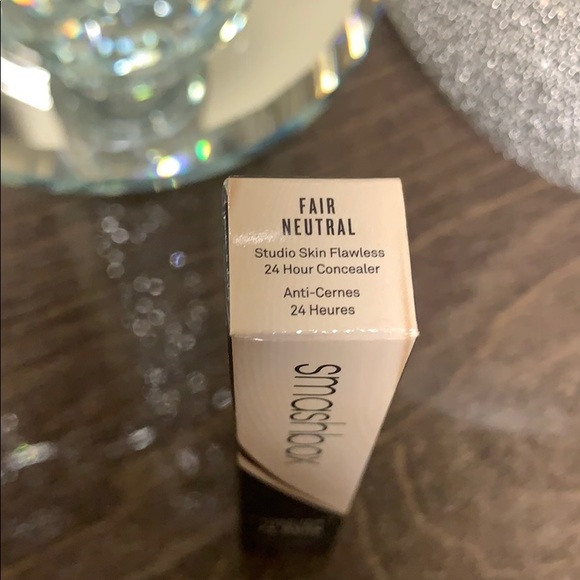 FAIR
NEUTRAL
Studio Skin Flawless
24 Hour Concealer
Anti-Cernes
24 Heures
smashbox